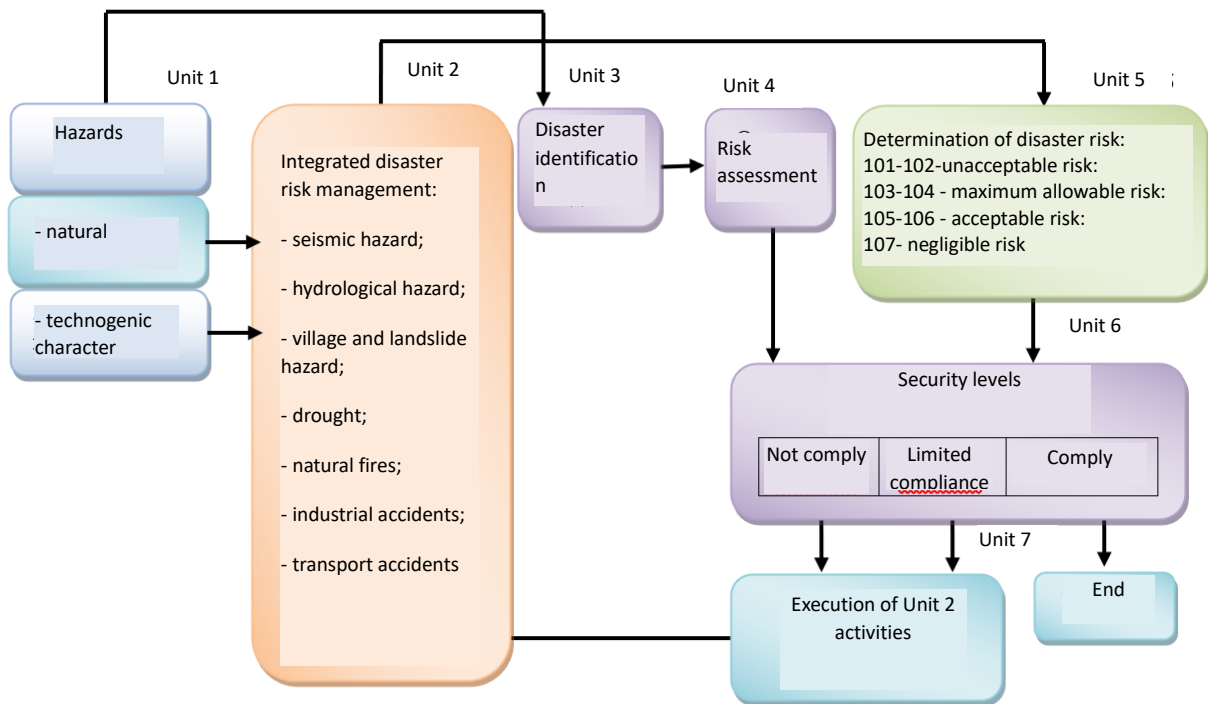 Unit 1
Unit 2
Unit 3
Unit 4
Unit 5
Hazards
- natural
- technogenic
character
Integrated disaster
risk management:
- seismic hazard;
- hydrological hazard;
- village and landslide
hazard;
- drought;
- natural fires;
- industrial accidents;
- transport accidents
Disaster
identificatio
n
Risk
assessment
Determination of disaster risk:
101-102-unacceptable risk:
103-104 - maximum allowable risk:
105-106 - acceptable risk:
107- negligible risk
Unit 6
Security levels
Not comply
Limited
compliance
Comply
Unit 7
Execution of Unit 2
activities
End